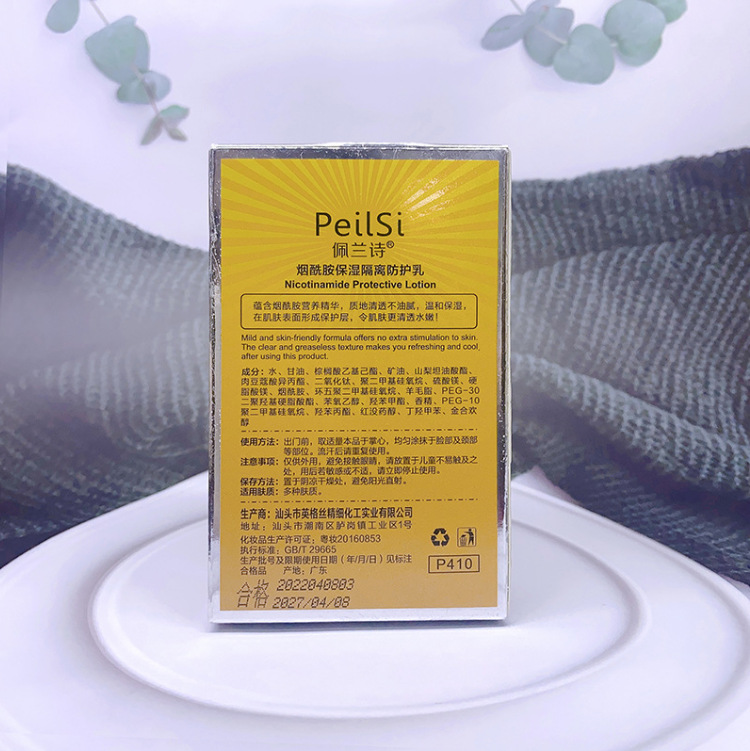 PeilSi
佩兰诗®
烟酰胺保湿隔离防护乳
Nicotinamide Protective Lotion
蕴含烟酰胺营养精华，质地清透不油腻，温和保湿，
在肌肤表面形成保护层，令肌肤更清透水嫩！
Mild and skin-friendly formula offers no extra stimulation to skin.
The clear and greaseless texture makes you refreshing and cool,
after using this product.
成分：水、甘油、棕榈酸乙基己酯、矿油、山梨坦油酸酯、
肉豆蔻酸异丙酯、二氧化钛、聚二甲基硅氧烷、硫酸镁、硬
脂酸镁、烟酰胺、环五聚二甲基硅氧烷、羊毛脂、PEG-30
二聚羟基硬脂酸酯、苯氧乙醇、羟苯甲酯、香精、PEG-10
聚二甲基硅氧烷、羟苯丙酯、红没药醇、丁羟甲苯、金合欢
醇
使用方法：出门前，取适量本品于掌心，均匀涂抹于脸部及颈部
等部位。流汗后请重复使用。
注意事项：仅供外用，避免接触眼睛，请放置于儿童不易触及之
处，用后若敏感或不适，请立即停止使用。
保存方法：置于阴凉干燥处，避免阳光直射。
适用肤质：多种肤质。
生产商：汕头市英格丝精细化工实业有限公司
地址：汕头市潮南区胪岗镇工业区1号
化妆品生产许可证：粤妆20160853
执行标准：GB/T 29665
生产批号及限期使用日期（年/月/日）见标注
合格品 产地：广东
P410
合格 2022040803
2027/04/08